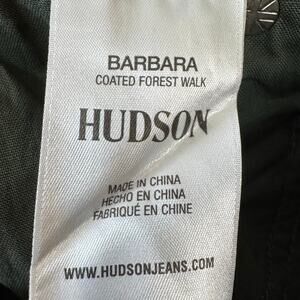 BARBARA
COATED FOREST WALK
HUDSON
MADE IN CHINA
HECHO EN CHINA
FABRIQUÉ EN CHINE
WWW.HUDSONJEANS.COM